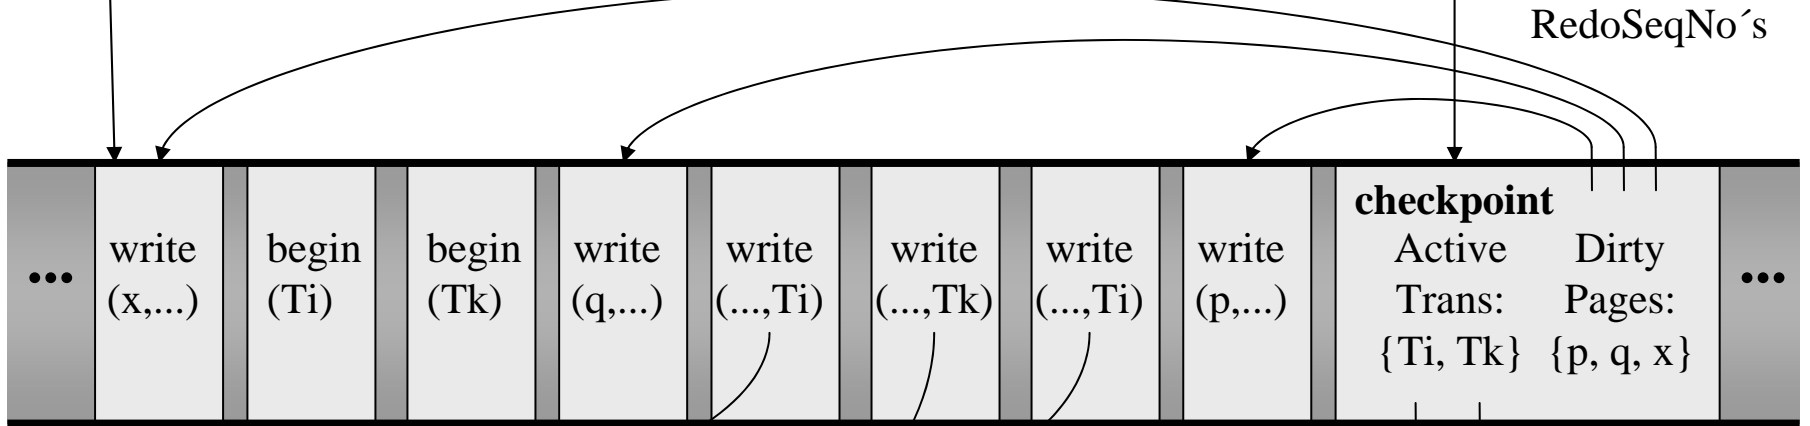 RedoSeqNo´s
•••
write
(x,...)
begin
(Ti)
begin
(Tk)
write
(q,...)
write
(...,Ti)
write
(...,Tk)
write
(...,Ti)
write
(p,...)
checkpoint
Active
Trans:
{Ti, Tk}
Dirty
Pages:
{p, q, x}
•••